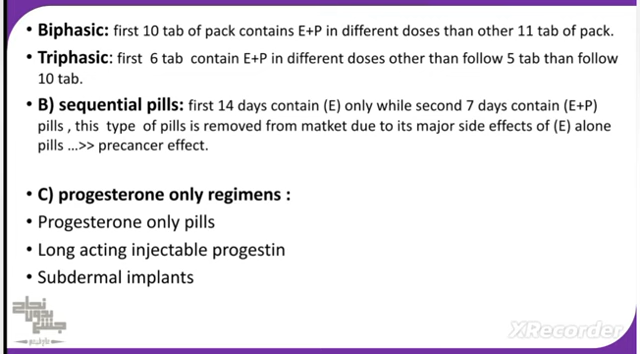 • Biphasic: first 10 tab of pack contains E+P in different doses than other 11 tab of pack.
• Triphasic: first 6 tab contain E+P in different doses other than follow 5 tab than follow
10 tab.
• B) sequential pills: first 14 days contain (E) only while second 7 days contain (E+P)
pills , this type of pills is removed from matket due to its major side effects of (E) alone
pills ...>> precancer effect.
• C) progesterone only regimens :
• Progesterone only pills
• Long acting injectable progestin
• Subdermal implants
XRecorder